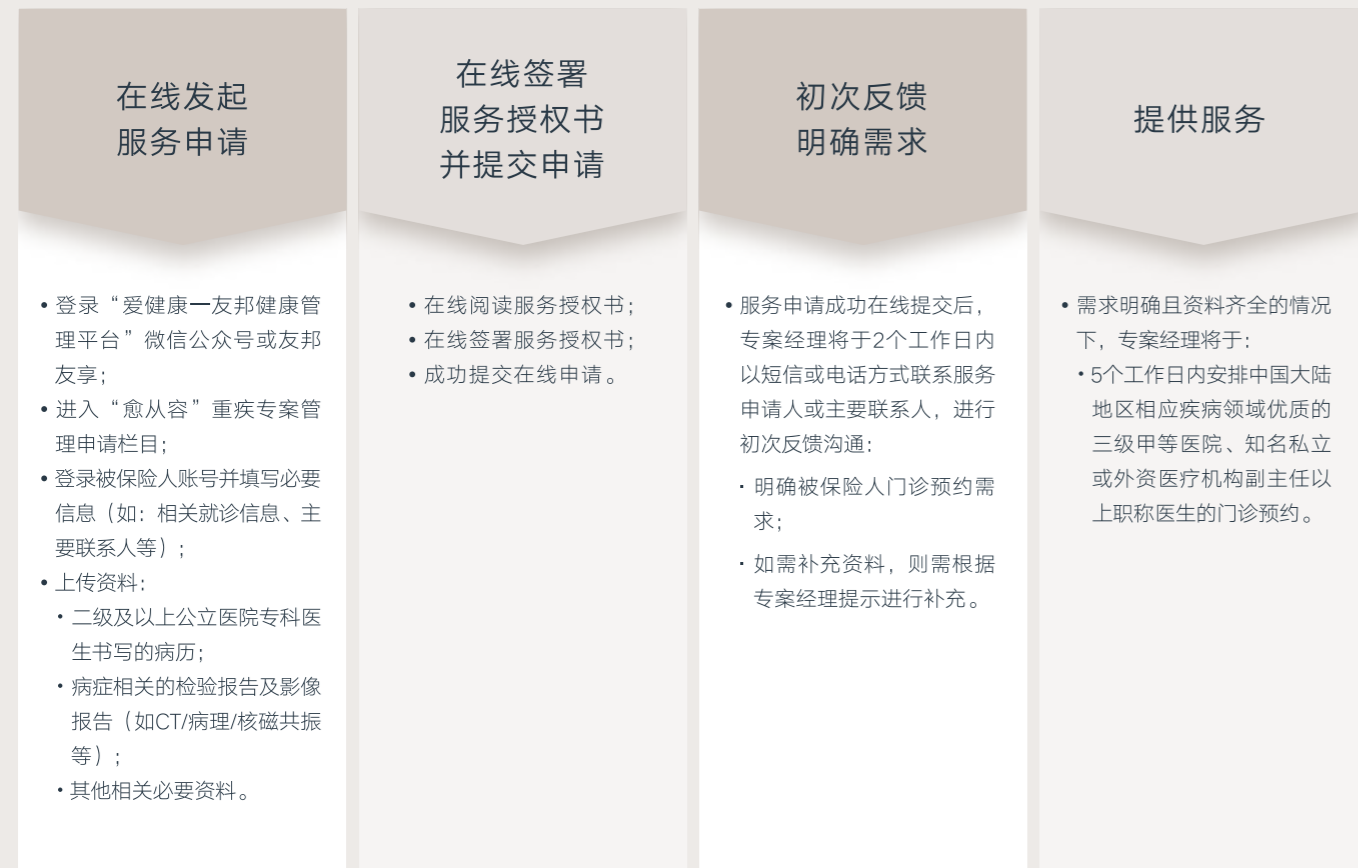 在线发起
服务申请
• 登录“爱健康—友邦健康管
理平台”微信公众号或友邦
友享；
• 进入“愈从容”重疾专案管
理申请栏目；
• 登录被保险人账号并填写必要
信息（如：相关就诊信息、主
要联系人等）；
• 上传资料：
• 二级及以上公立医院专科医
生书写的病历；
• 病症相关的检验报告及影像
报告（如CT/病理/核磁共振
等）；
• 其他相关必要资料。
在线签署
服务授权书
并提交申请
• 在线阅读服务授权书；
• 在线签署服务授权书；
• 成功提交在线申请。
初次反馈
明确需求
• 服务申请成功在线提交后，
专案经理将于2个工作日内
以短信或电话方式联系服务
申请人或主要联系人，进行
初次反馈沟通：
· 明确被保险人门诊预约需
求；
· 如需补充资料，则需根据
专案经理提示进行补充。
提供服务
• 需求明确且资料齐全的情况
下，专案经理将于：
• 5个工作日内安排中国大陆
地区相应疾病领域优质的
三级甲等医院、知名私立
或外资医疗机构副主任以
上职称医生的门诊预约。